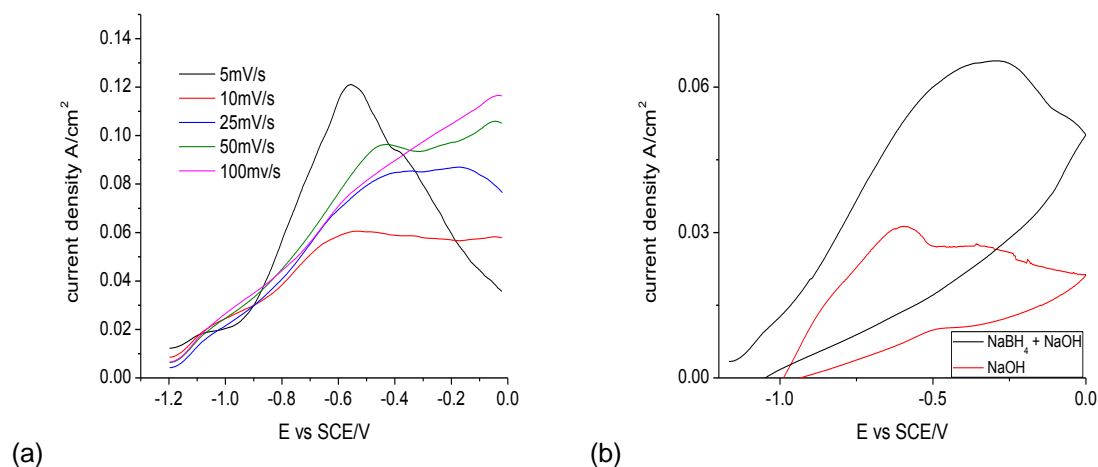 0.14
0.12
0.10
0.08
0.06
0.04
0.02
0.00
current density A/cm²
5mV/s
10mV/s
25mV/s
50mV/s
100mv/s
-1.2 -1.0 -0.8 -0.6 -0.4 -0.2 0.0
E vs SCE/V
(a)
0.06
0.03
0.00
current density A/cm²
NaBH₄ + NaOH
NaOH
-1.0 -0.5 0.0
E vs SCE/V
(b)